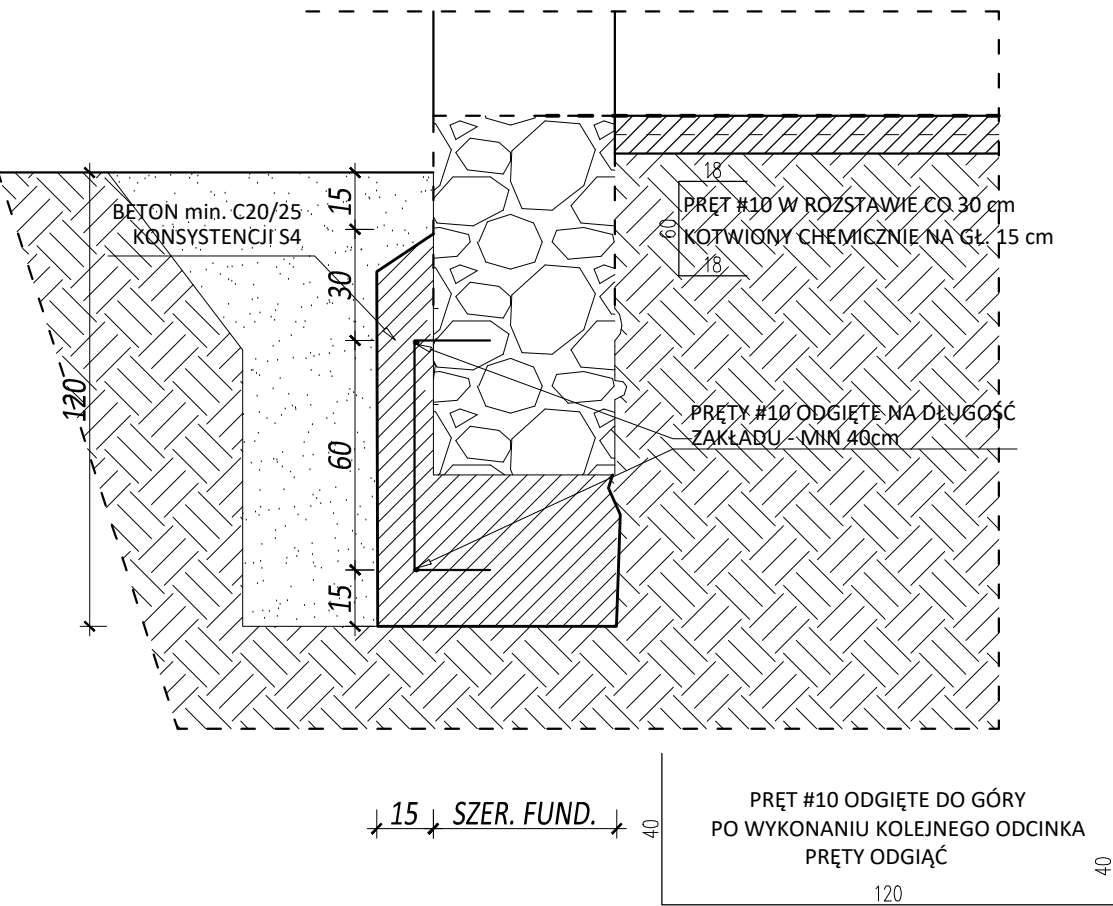 BETON min. C20/25
KONSYSTENCJI S4
15
30
60
15
120
18
60
18
PRĘT #10 W ROZSTAWIE CO 30 cm
KOTWIONY CHEMICZNIE NA GŁ. 15 cm
PRĘTY #10 ODGIĘTE NA DŁUGOŚĆ
ZAKŁADU - MIN 40cm
15
SZER. FUND.
40
PRĘT #10 ODGIĘTE DO GÓRY
PO WYKONANIU KOLEJNEGO ODCINKA
PRĘTY ODGIĄĆ
40
120